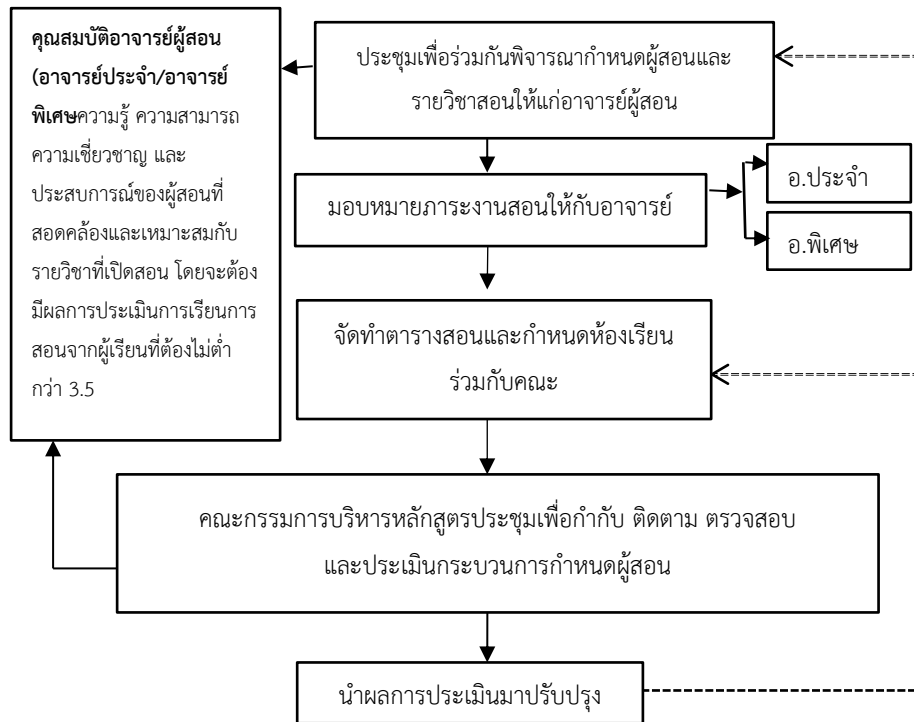 คุณสมบัติอาจารย์ผู้สอน
(อาจารย์ประจำ/อาจารย์
พิเศษความรู้ ความสามารถ
ความเชี่ยวชาญ และ
ประสบการณ์ของผู้สอนที่
สอดคล้องและเหมาะสมกับ
รายวิชาที่เปิดสอน โดยจะต้อง
มีผลการประเมินการเรียนการ
สอนจากผู้เรียนที่ต้องไม่ต่ำ
กว่า 3.5
ประชุมเพื่อร่วมกันพิจารณากำหนดผู้สอนและ
รายวิชาสอนให้แก่อาจารย์ผู้สอน
มอบหมายภาระงานสอนให้กับอาจารย์
อ.ประจำ
อ.พิเศษ
จัดทำตารางสอนและกำหนดห้องเรียน
ร่วมกับคณะ
คณะกรรมการบริหารหลักสูตรประชุมเพื่อกำกับ ติดตาม ตรวจสอบ
และประเมินกระบวนการกำหนดผู้สอน
นำผลการประเมินมาปรับปรุง